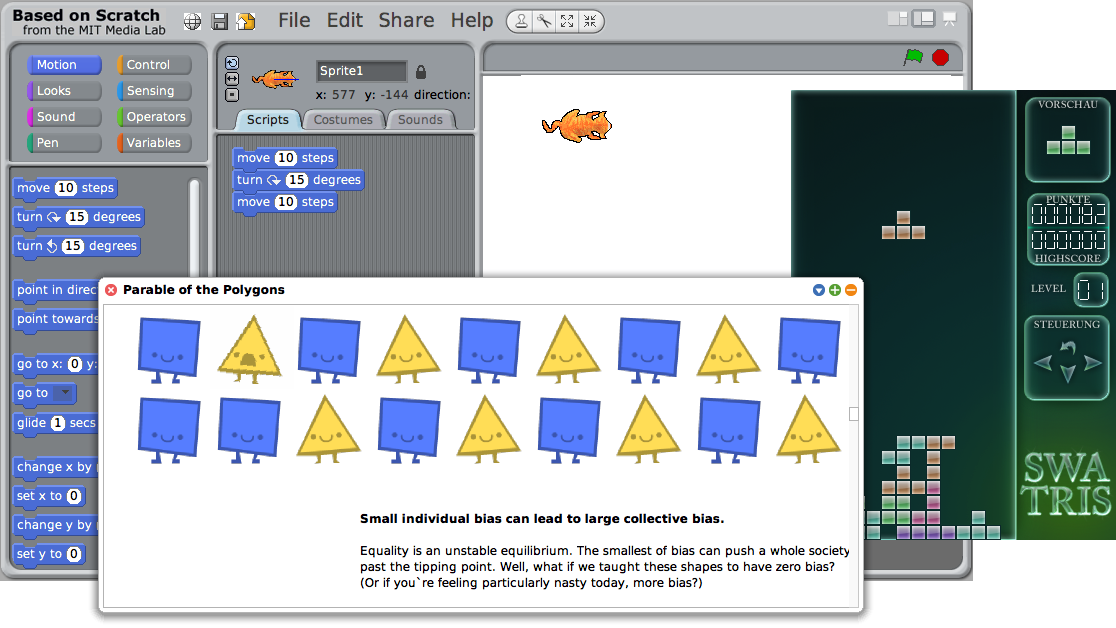 Based on Scratch
from the MIT Media Lab
File Edit Share Help
Motion Control
Looks Sensing
Sound Operators
Pen Variables
move 10 steps
turn 15 degrees
turn 15 degrees
point in direc
point towards
go to x: 0 y:
go to
glide 1 secs
change x by
set x to 0
change y by
set y to 0
Sprite1
x: 577 y: -144 direction:
Scripts Costumes Sounds
move 10 steps
turn 15 degrees
move 10 steps
VORSCHAU
PUNKTE
000082
000000
HIGHSCORE
LEVEL 01
STEUERUNG
SWA
TRIS
Parable of the Polygons
Small individual bias can lead to large collective bias.
Equality is an unstable equilibrium. The smallest of bias can push a whole society
past the tipping point. Well, what if we taught these shapes to have zero bias?
(Or if you`re feeling particularly nasty today, more bias?)